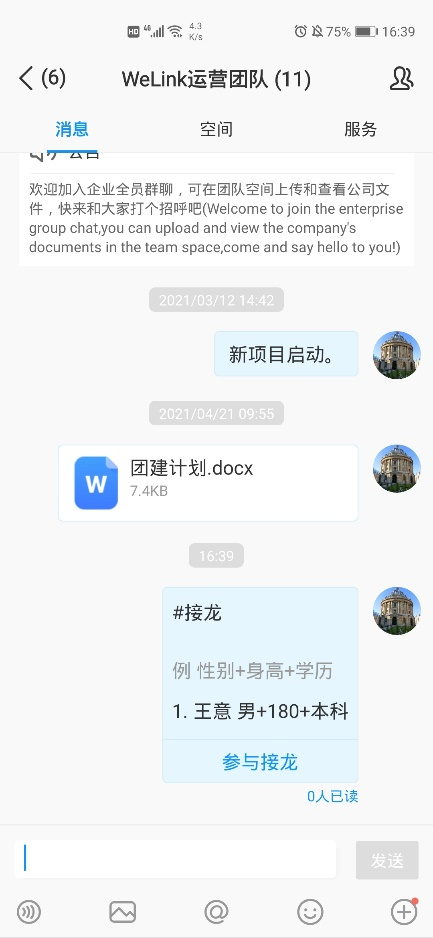 HD 4G 4.3 K/s 75% 16:39
(6) WeLink运营团队 (11)
消息 空间 服务
公告
欢迎加入企业全员群聊，可在团队空间上传和查看公司文
件，快来和大家打个招呼吧(Welcome to join the enterprise
group chat,you can upload and view the company's
documents in the team space,come and say hello to you!)
2021/03/12 14:42
新项目启动。
2021/04/21 09:55
团建计划.docx
W
7.4KB
16:39
#接龙
例 性别+身高+学历
1. 王意 男+180+本科
参与接龙
0人已读
发送